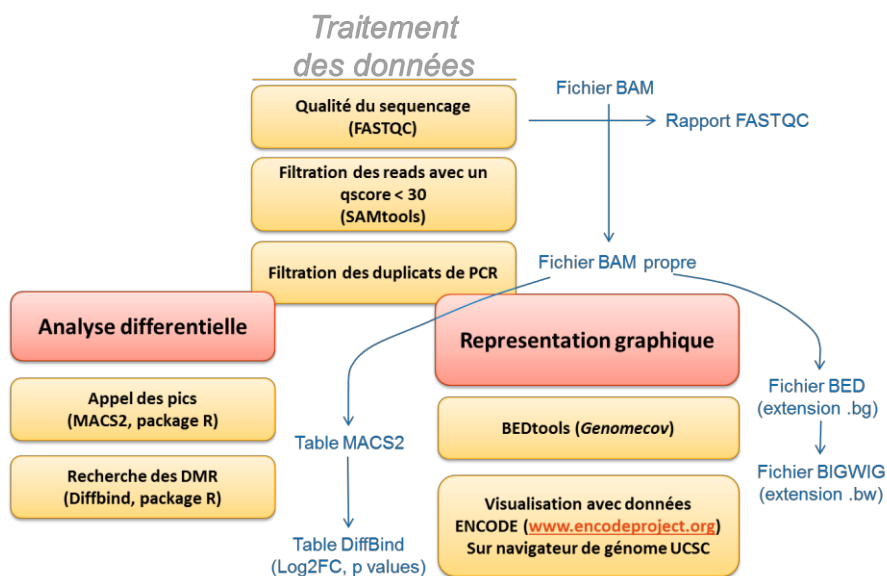 Traitement
des données
Qualité du sequencage
(FASTQC)
Fichier BAM
Rapport FASTQC
Filtration des reads avec un
qscore < 30
(SAMtools)
Filtration des duplicats de PCR
Fichier BAM propre
Analyse differentielle
Representation graphique
Appel des pics
(MACS2, package R)
Table MACS2
BEDtools (Genomecov)
Fichier BED
(extension .bg)
Recherche des DMR
(Diffbind, package R)
Fichier BIGWIG
(extension .bw)
Table DiffBind
(Log2FC, p values)
Visualisation avec données
ENCODE (www.encodeproject.org)
Sur navigateur de génome UCSC